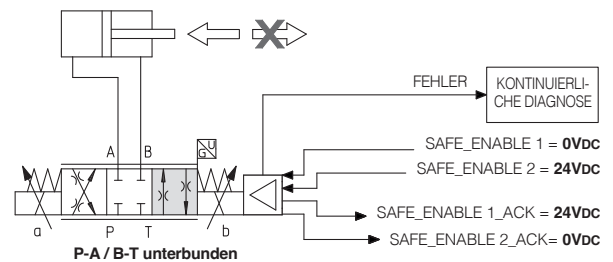 FEHLER
KONTINUIERLI-
CHE DIAGNOSE
A B
G U
SAFE_ENABLE 1 = 0VDC
SAFE_ENABLE 2 = 24VDC
SAFE_ENABLE 1_ACK = 24VDC
SAFE_ENABLE 2_ACK= 0VDC
a P T b
P-A / B-T unterbunden